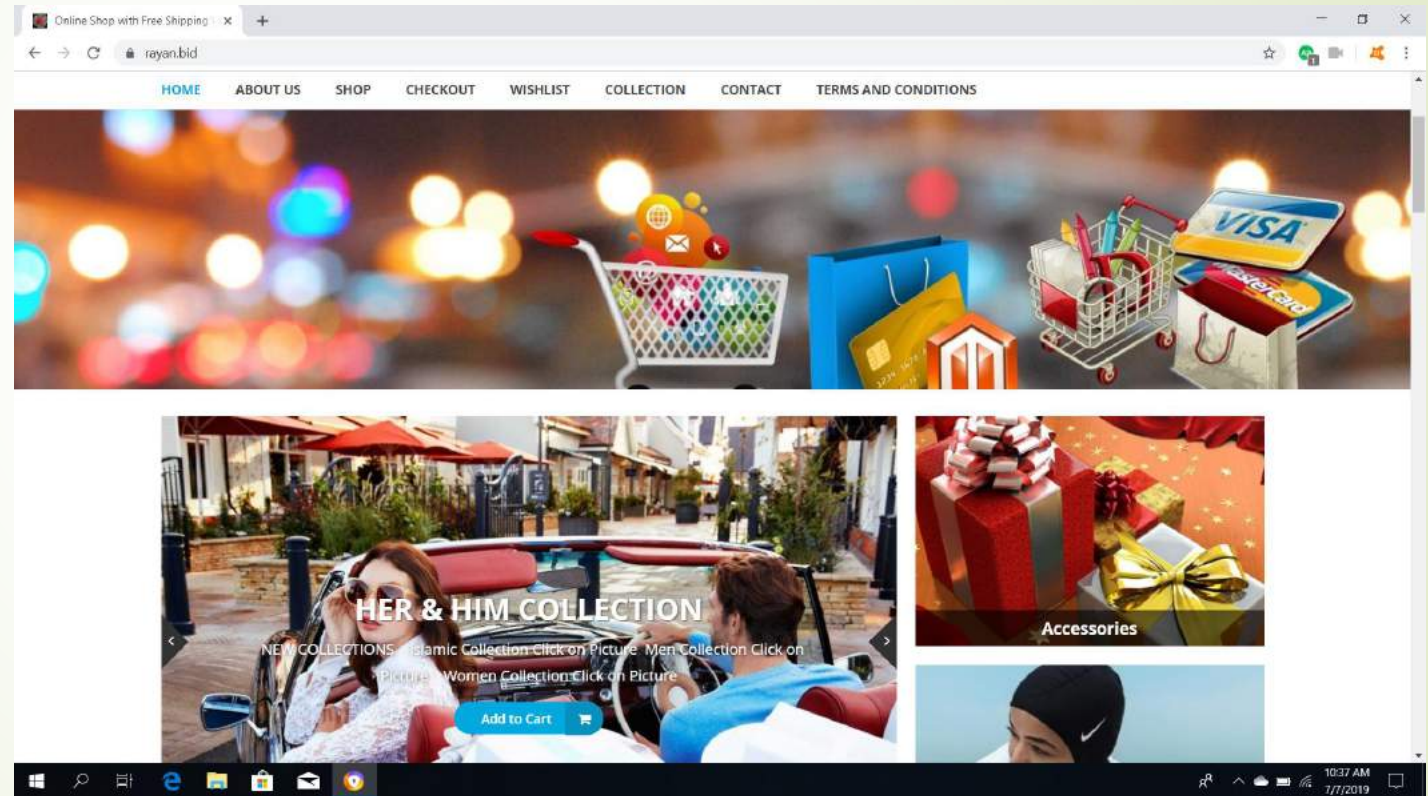 Online Shop with Free Shipping
rayan.bid
1
HOME ABOUT US SHOP CHECKOUT WISHLIST COLLECTION CONTACT TERMS AND CONDITIONS
VISA
MasterCard
HER & HIM COLLECTION
NEW COLLECTIONS Islamic Collection Click on Picture Men Collection Click on
Picture Women Collection Click on Picture
Add to Cart
Accessories
10:37 AM
7/7/2019